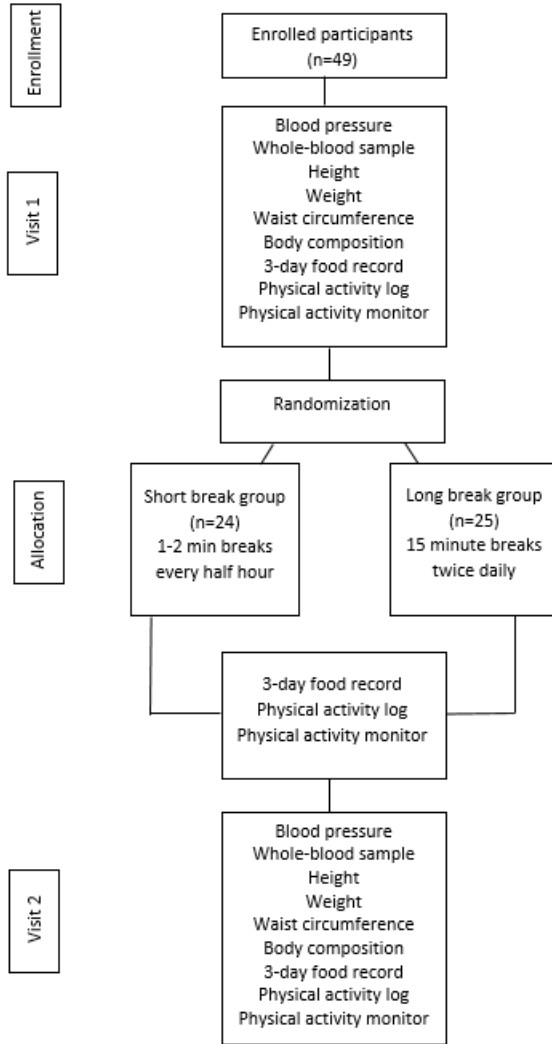 Enrollment
Enrolled participants
(n=49)
Visit 1
Blood pressure
Whole-blood sample
Height
Weight
Waist circumference
Body composition
3-day food record
Physical activity log
Physical activity monitor
Randomization
Allocation
Short break group
(n=24)
1-2 min breaks
every half hour
Long break group
(n=25)
15 minute breaks
twice daily
3-day food record
Physical activity log
Physical activity monitor
Visit 2
Blood pressure
Whole-blood sample
Height
Weight
Waist circumference
Body composition
3-day food record
Physical activity log
Physical activity monitor